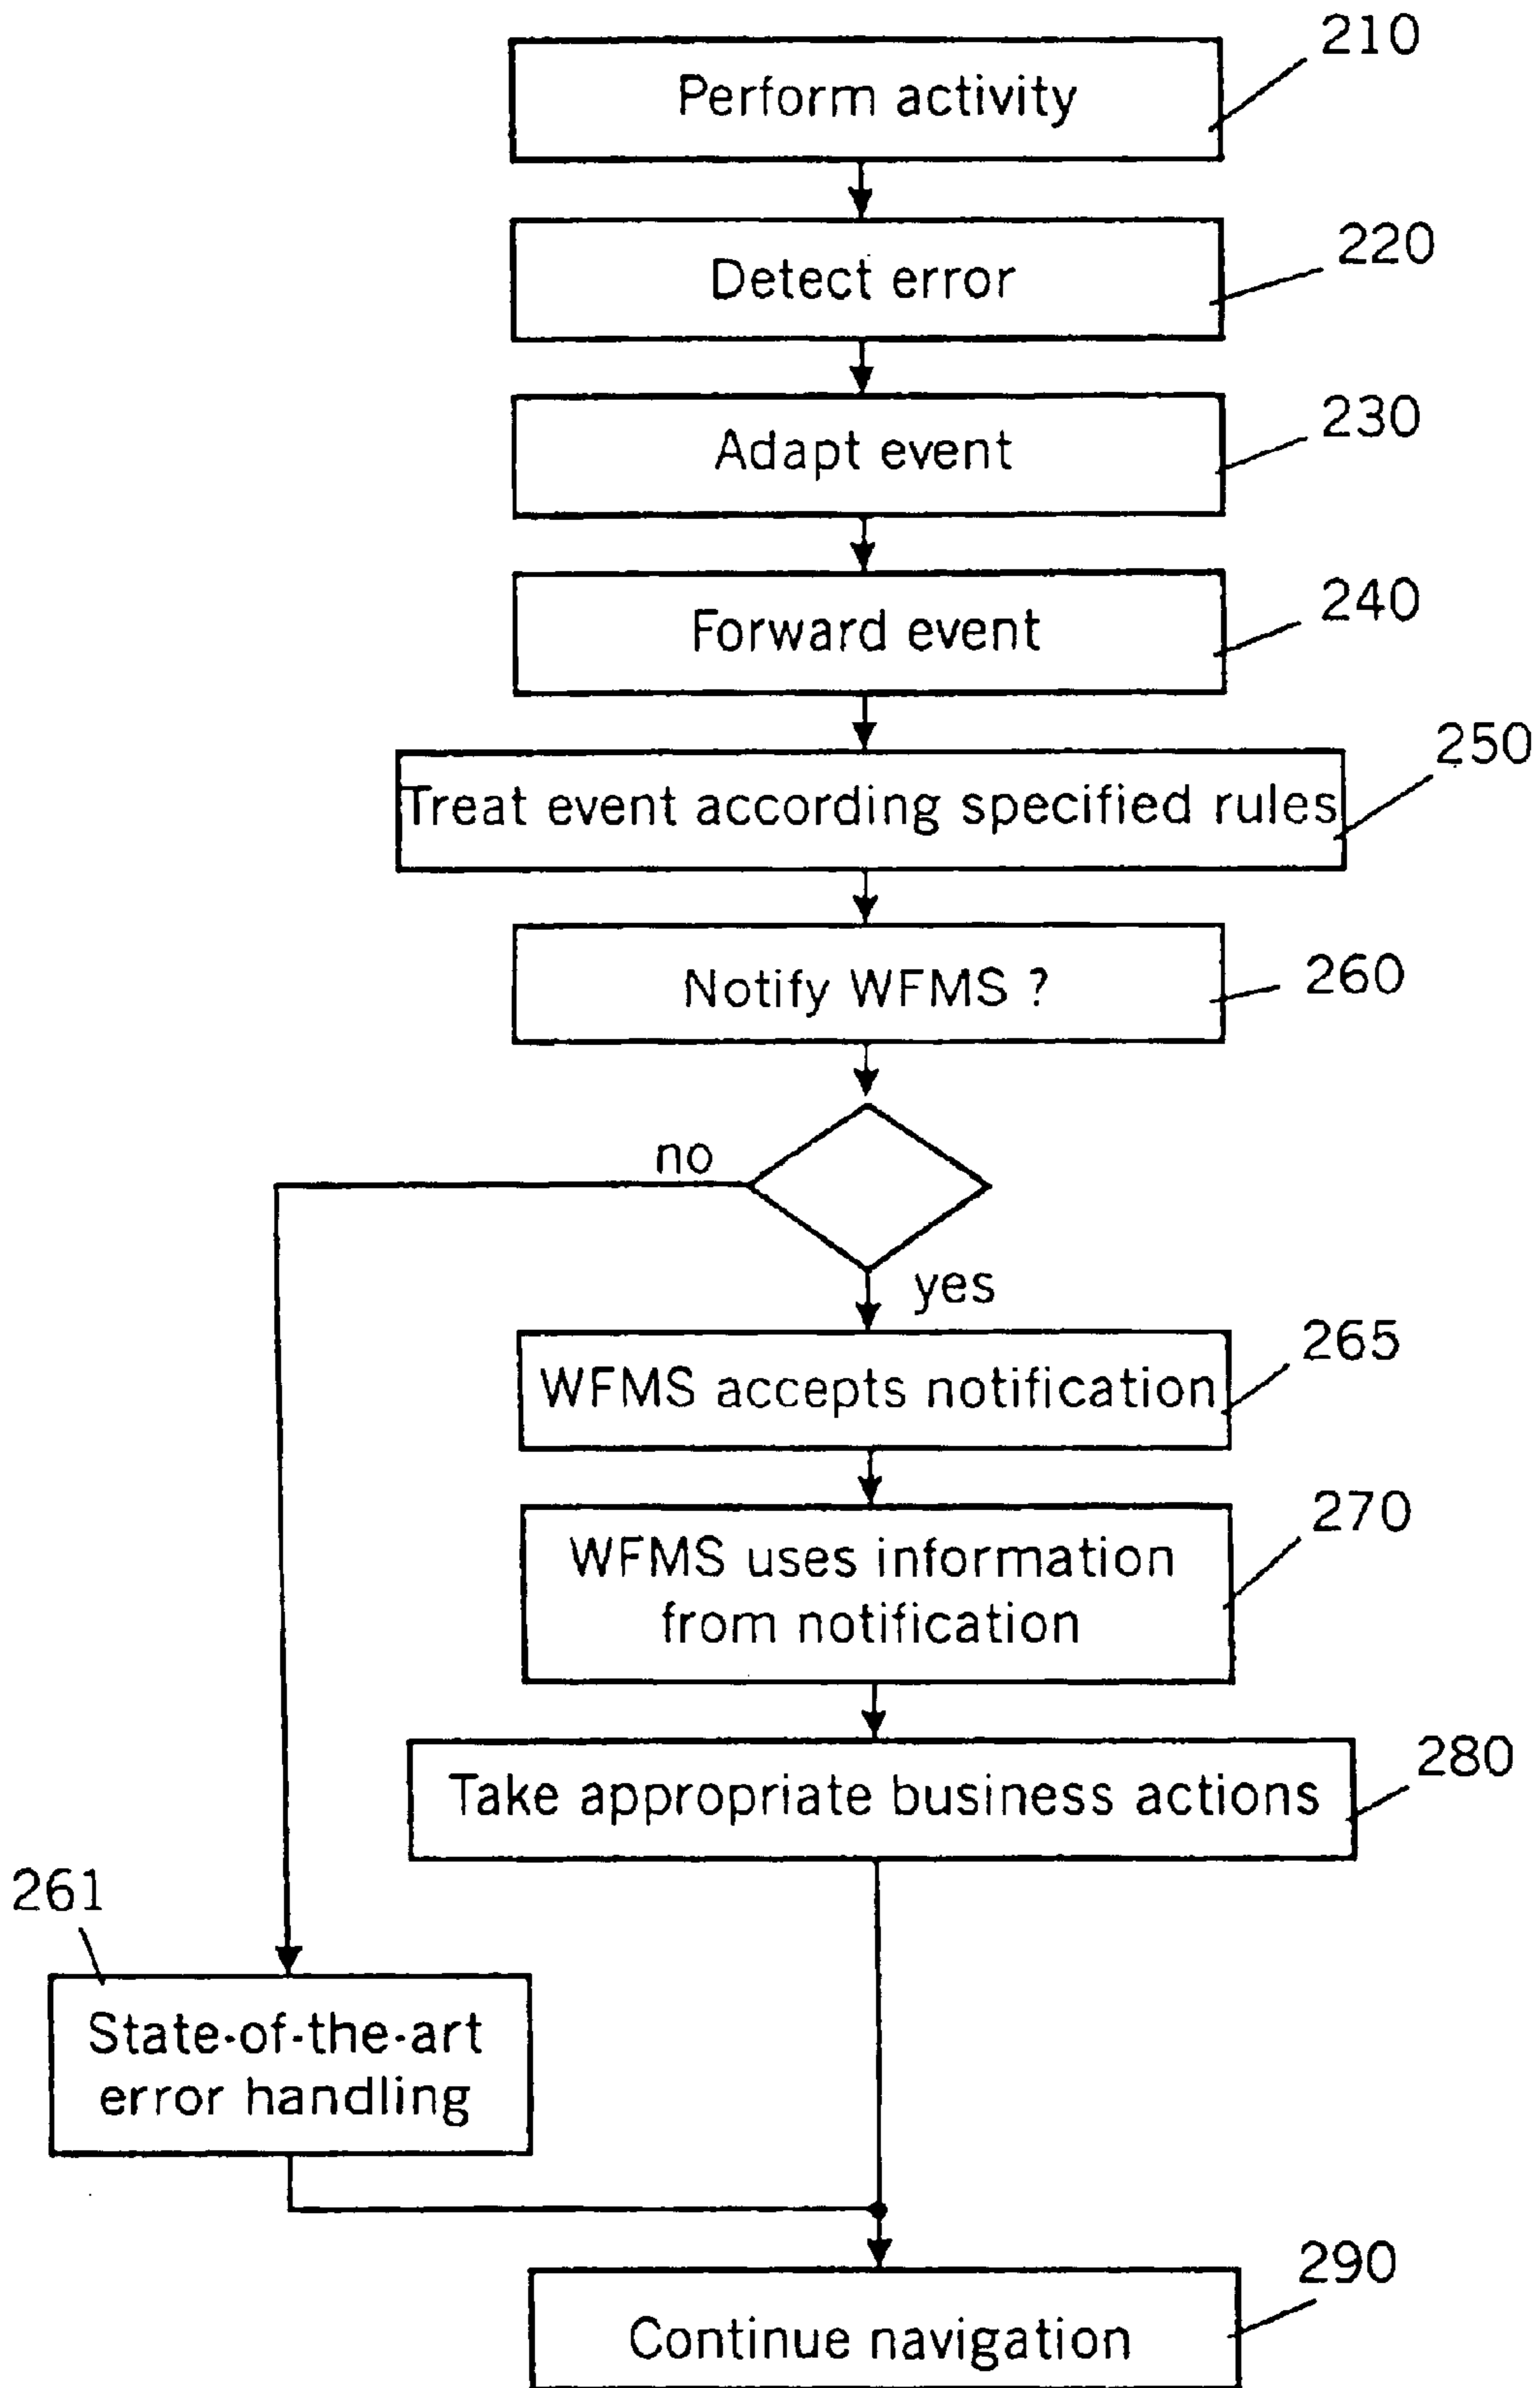 210
Perform activity
220
Detect error
230
Adapt event
240
Forward event
250
Treat event according specified rules
260
Notify WFMS ?
no
yes
265
WFMS accepts notification
270
WFMS uses information
from notification
280
Take appropriate business actions
261
State-of-the-art
error handling
290
Continue navigation